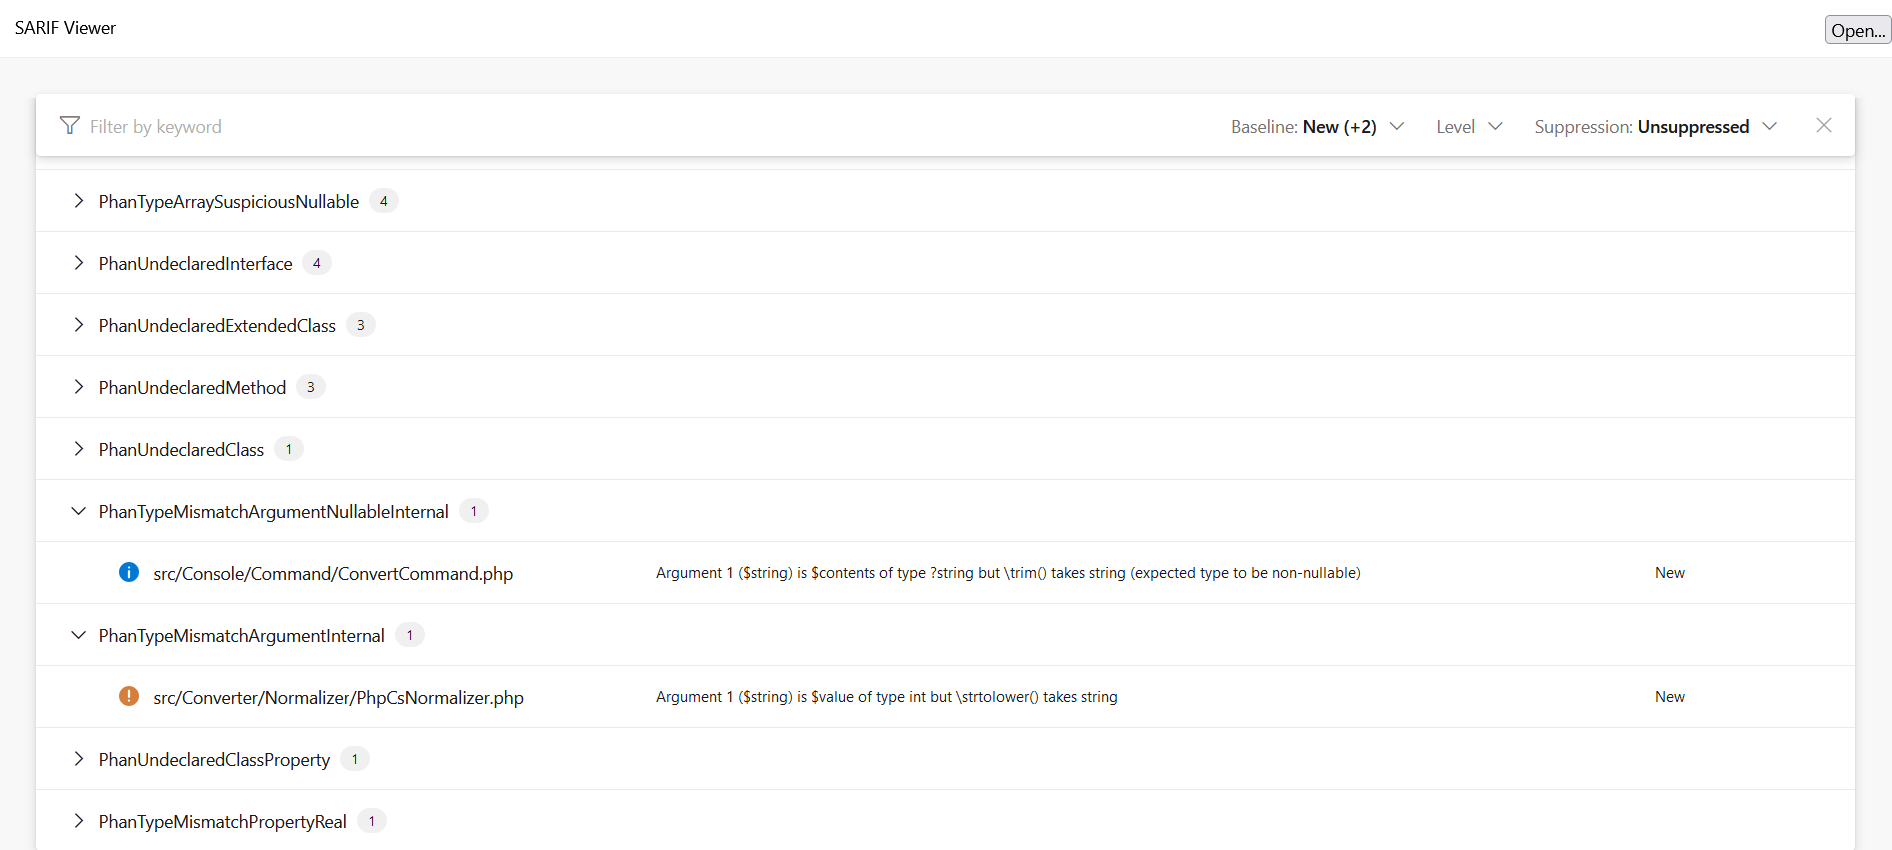 SARIF Viewer
Open...
Filter by keyword
Baseline: New (+2)
Level
Suppression: Unsuppressed
PhanTypeArraySuspiciousNullable 4
PhanUndeclaredInterface 4
PhanUndeclaredExtendedClass 3
PhanUndeclaredMethod 3
PhanUndeclaredClass 1
PhanTypeMismatchArgumentNullableInternal 1
src/Console/Command/ConvertCommand.php Argument 1 ($string) is $contents of type ?string but \trim() takes string (expected type to be non-nullable) New
PhanTypeMismatchArgumentInternal 1
src/Converter/Normalizer/PhpCsNormalizer.php Argument 1 ($string) is $value of type int but \strtolower() takes string New
PhanUndeclaredClassProperty 1
PhanTypeMismatchPropertyReal 1